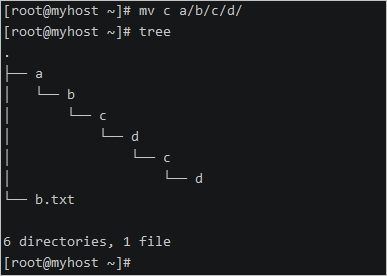 [root@myhost ~]# mv c a/b/c/d/
[root@myhost ~]# tree
.
├── a
│   └── b
│       └── c
│           └── d
│               └── c
│                   └── d
└── b.txt

6 directories, 1 file
[root@myhost ~]#